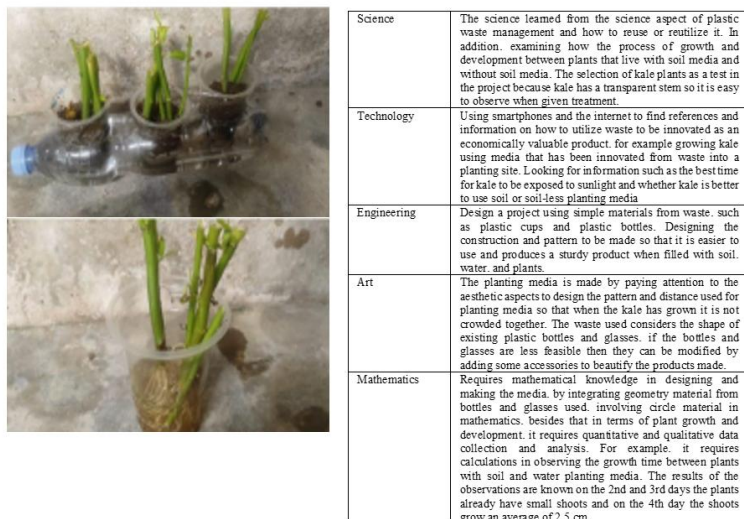 Science
The science learned from the science aspect of plastic
waste management and how to reuse or reutilize it. In
addition. examining how the process of growth and
development between plants that live with soil media and
without soil media. The selection of kale plants as a test in
the project because kale has a transparent stem so it is easy
to observe when given treatment.
Technology
Using smartphones and the internet to find references and
information on how to utilize waste to be innovated as an
economically valuable product. for example growing kale
using media that has been innovated from waste into a
planting site. Looking for information such as the best time
for kale to be exposed to sunlight and whether kale is better
to use soil or soil-less planting media
Engineering
Design a project using simple materials from waste. such
as plastic cups and plastic bottles. Designing the
construction and pattern to be made so that it is easier to
use and produces a sturdy product when filled with soil.
water. and plants.
Art
The planting media is made by paying attention to the
aesthetic aspects to design the pattern and distance used for
planting media so that when the kale has grown it is not
crowded together. The waste used considers the shape of
existing plastic bottles and glasses. if the bottles and
glasses are less feasible then they can be modified by
adding some accessories to beautify the products made.
Mathematics
Requires mathematical knowledge in designing and
making the media. by integrating geometry material from
bottles and glasses used. involving circle material in
mathematics. besides that in terms of plant growth and
development. it requires quantitative and qualitative data
collection and analysis. For example. it requires
calculations in observing the growth time between plants
with soil and water planting media. The results of the
observations are known on the 2nd and 3rd days the plants
already have small shoots and on the 4th day the shoots
grow an average of 2.5 cm.